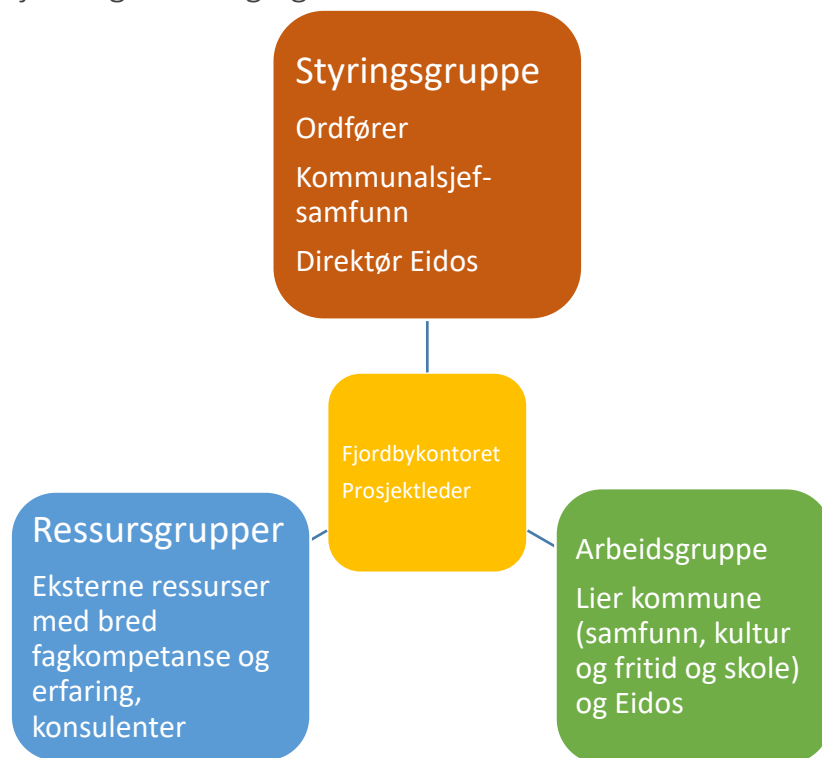 Styringsgruppe
Ordfører
Kommunalsjef-
samfunn
Direktør Eidos
Fjordbykontoret
Prosjektleder
Ressursgrupper
Eksterne ressurser
med bred
fagkompetanse og
erfaring,
konsulenter
Arbeidsgruppe
Lier kommune
(samfunn, kultur
og fritid og skole)
og Eidos